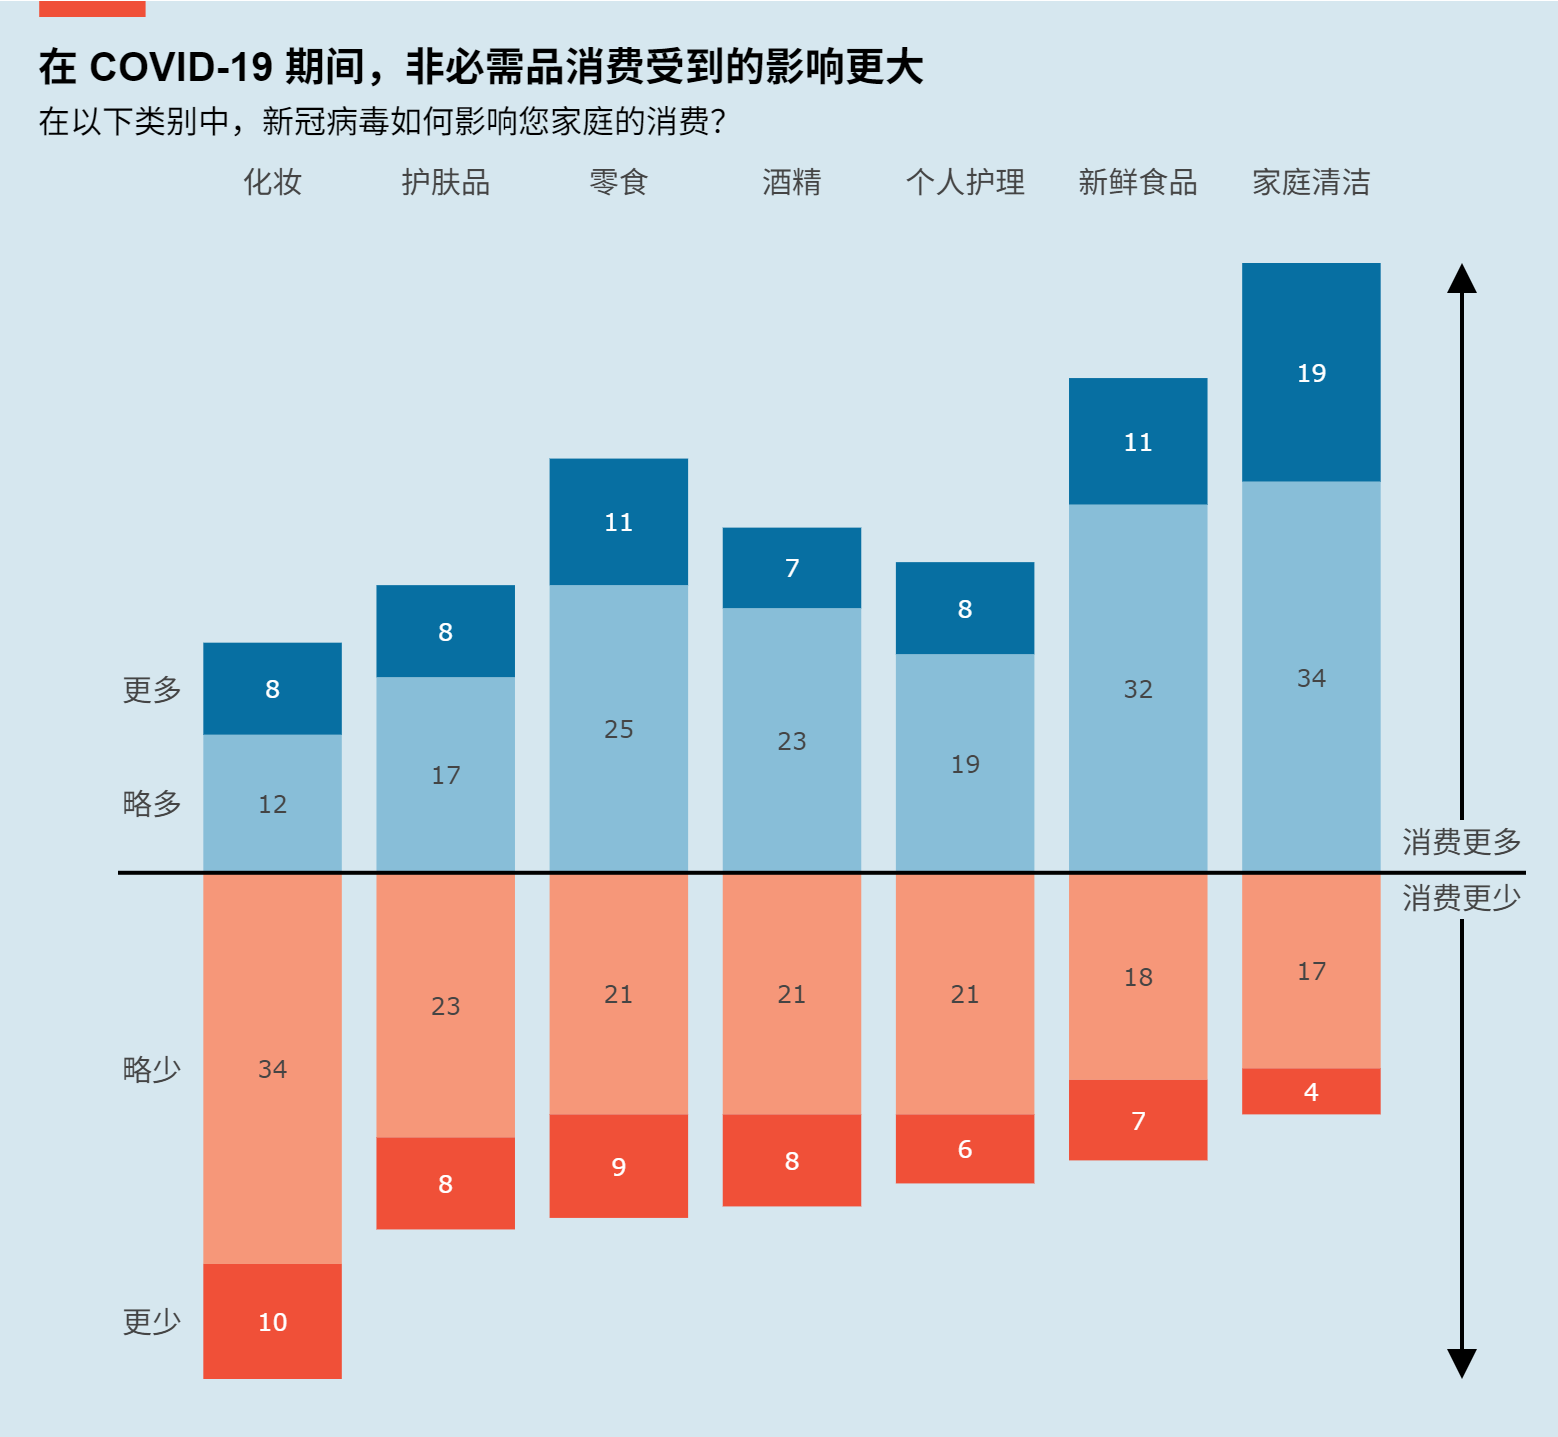 在 COVID-19 期间，非必需品消费受到的影响更大
在以下类别中，新冠病毒如何影响您家庭的消费？
化妆 护肤品 零食 酒精 个人护理 新鲜食品 家庭清洁
19
11
11
7
8
8
更多 8
34
32
25
23
19
17
略多 12
消费更多
消费更少
17
18
21 21 21
23
略少 34
4
7
6
8
9
8
更少 10